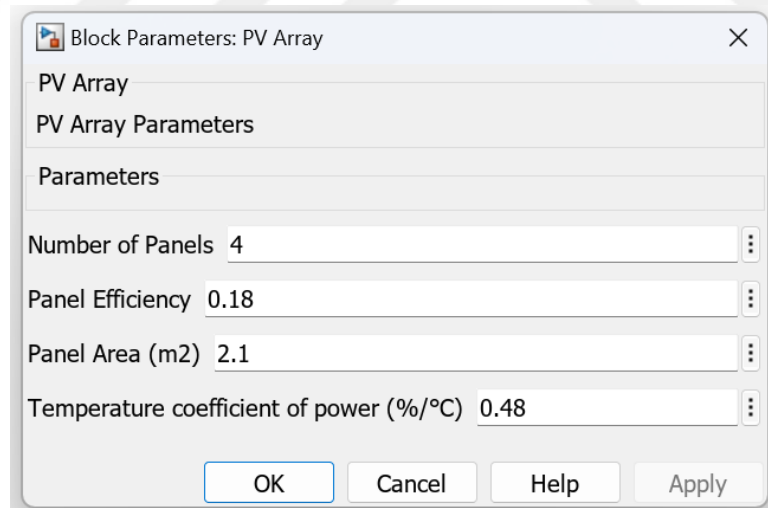 Block Parameters: PV Array
PV Array
PV Array Parameters
Parameters
Number of Panels 4
Panel Efficiency 0.18
Panel Area (m2) 2.1
Temperature coefficient of power (%/°C) 0.48
OK Cancel Help Apply